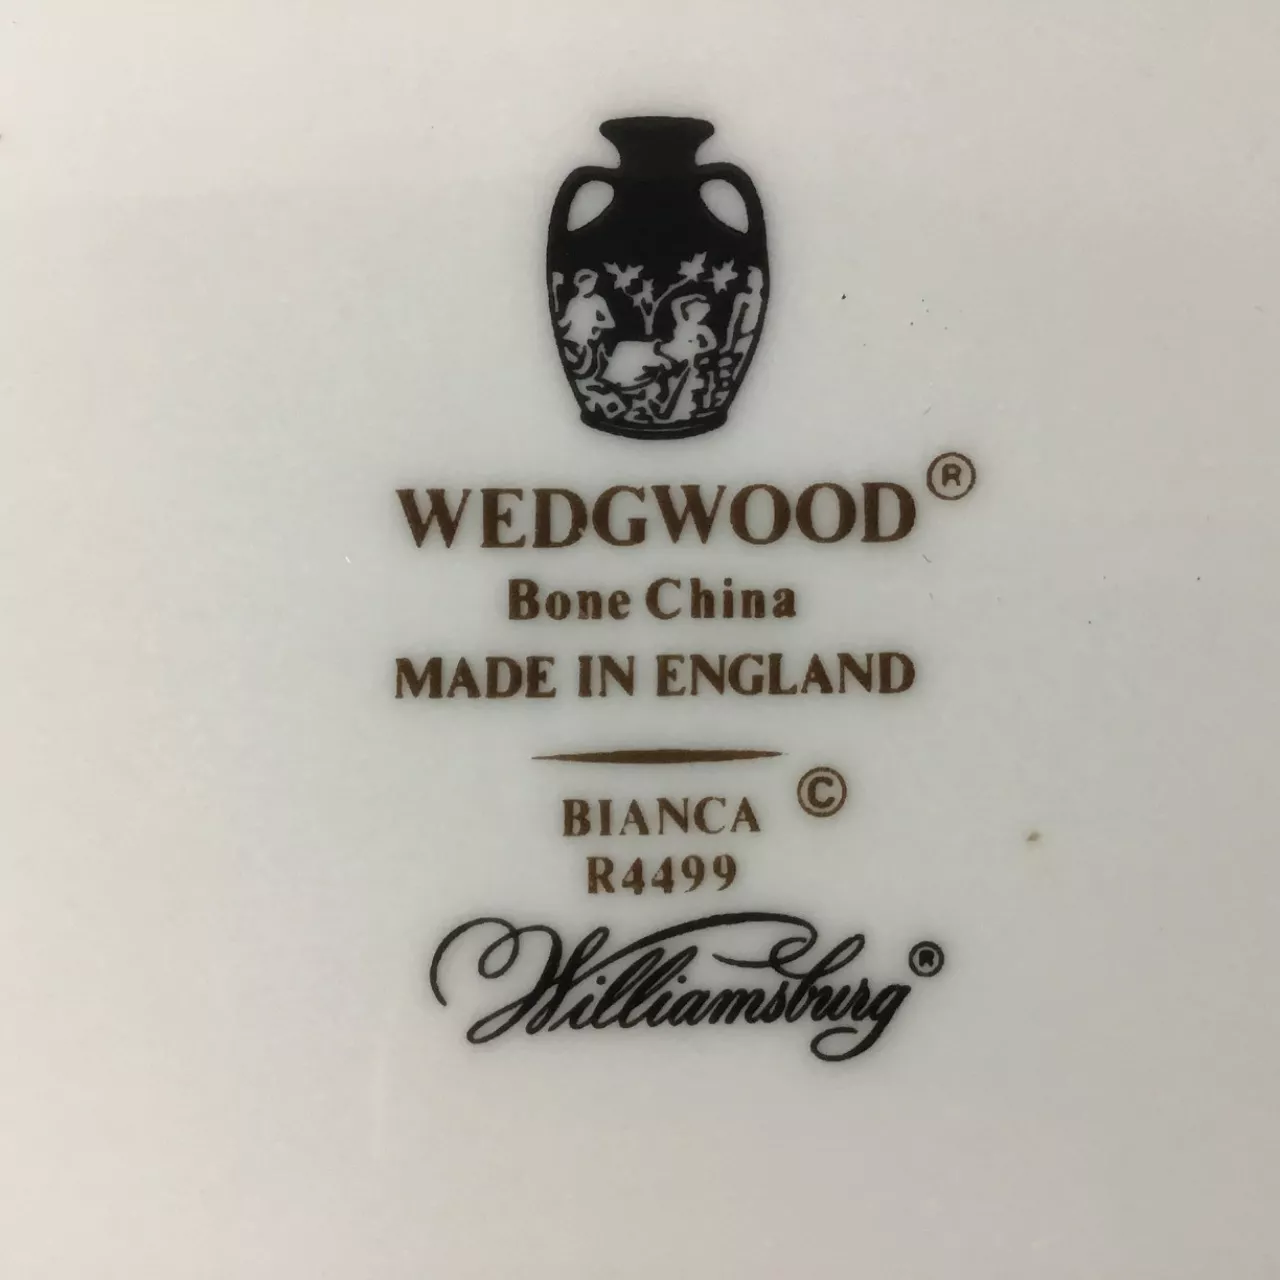 WEDGWOOD®
Bone China
MADE IN ENGLAND
BIANCA ©
R4499
Williamsburg®